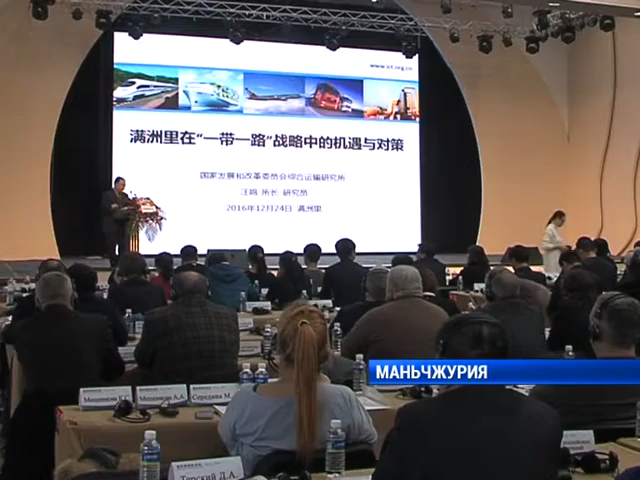 www.ict.org.cn
满洲里在“一带一路”战略中的机遇与对策
国家发展和改革委员会综合运输研究所
汪鸣 所长 研究员
2016年12月24日 满洲里
МАНЬЧЖУРИЯ
Мешников А.А.
Середина М.
Терский Д.А.